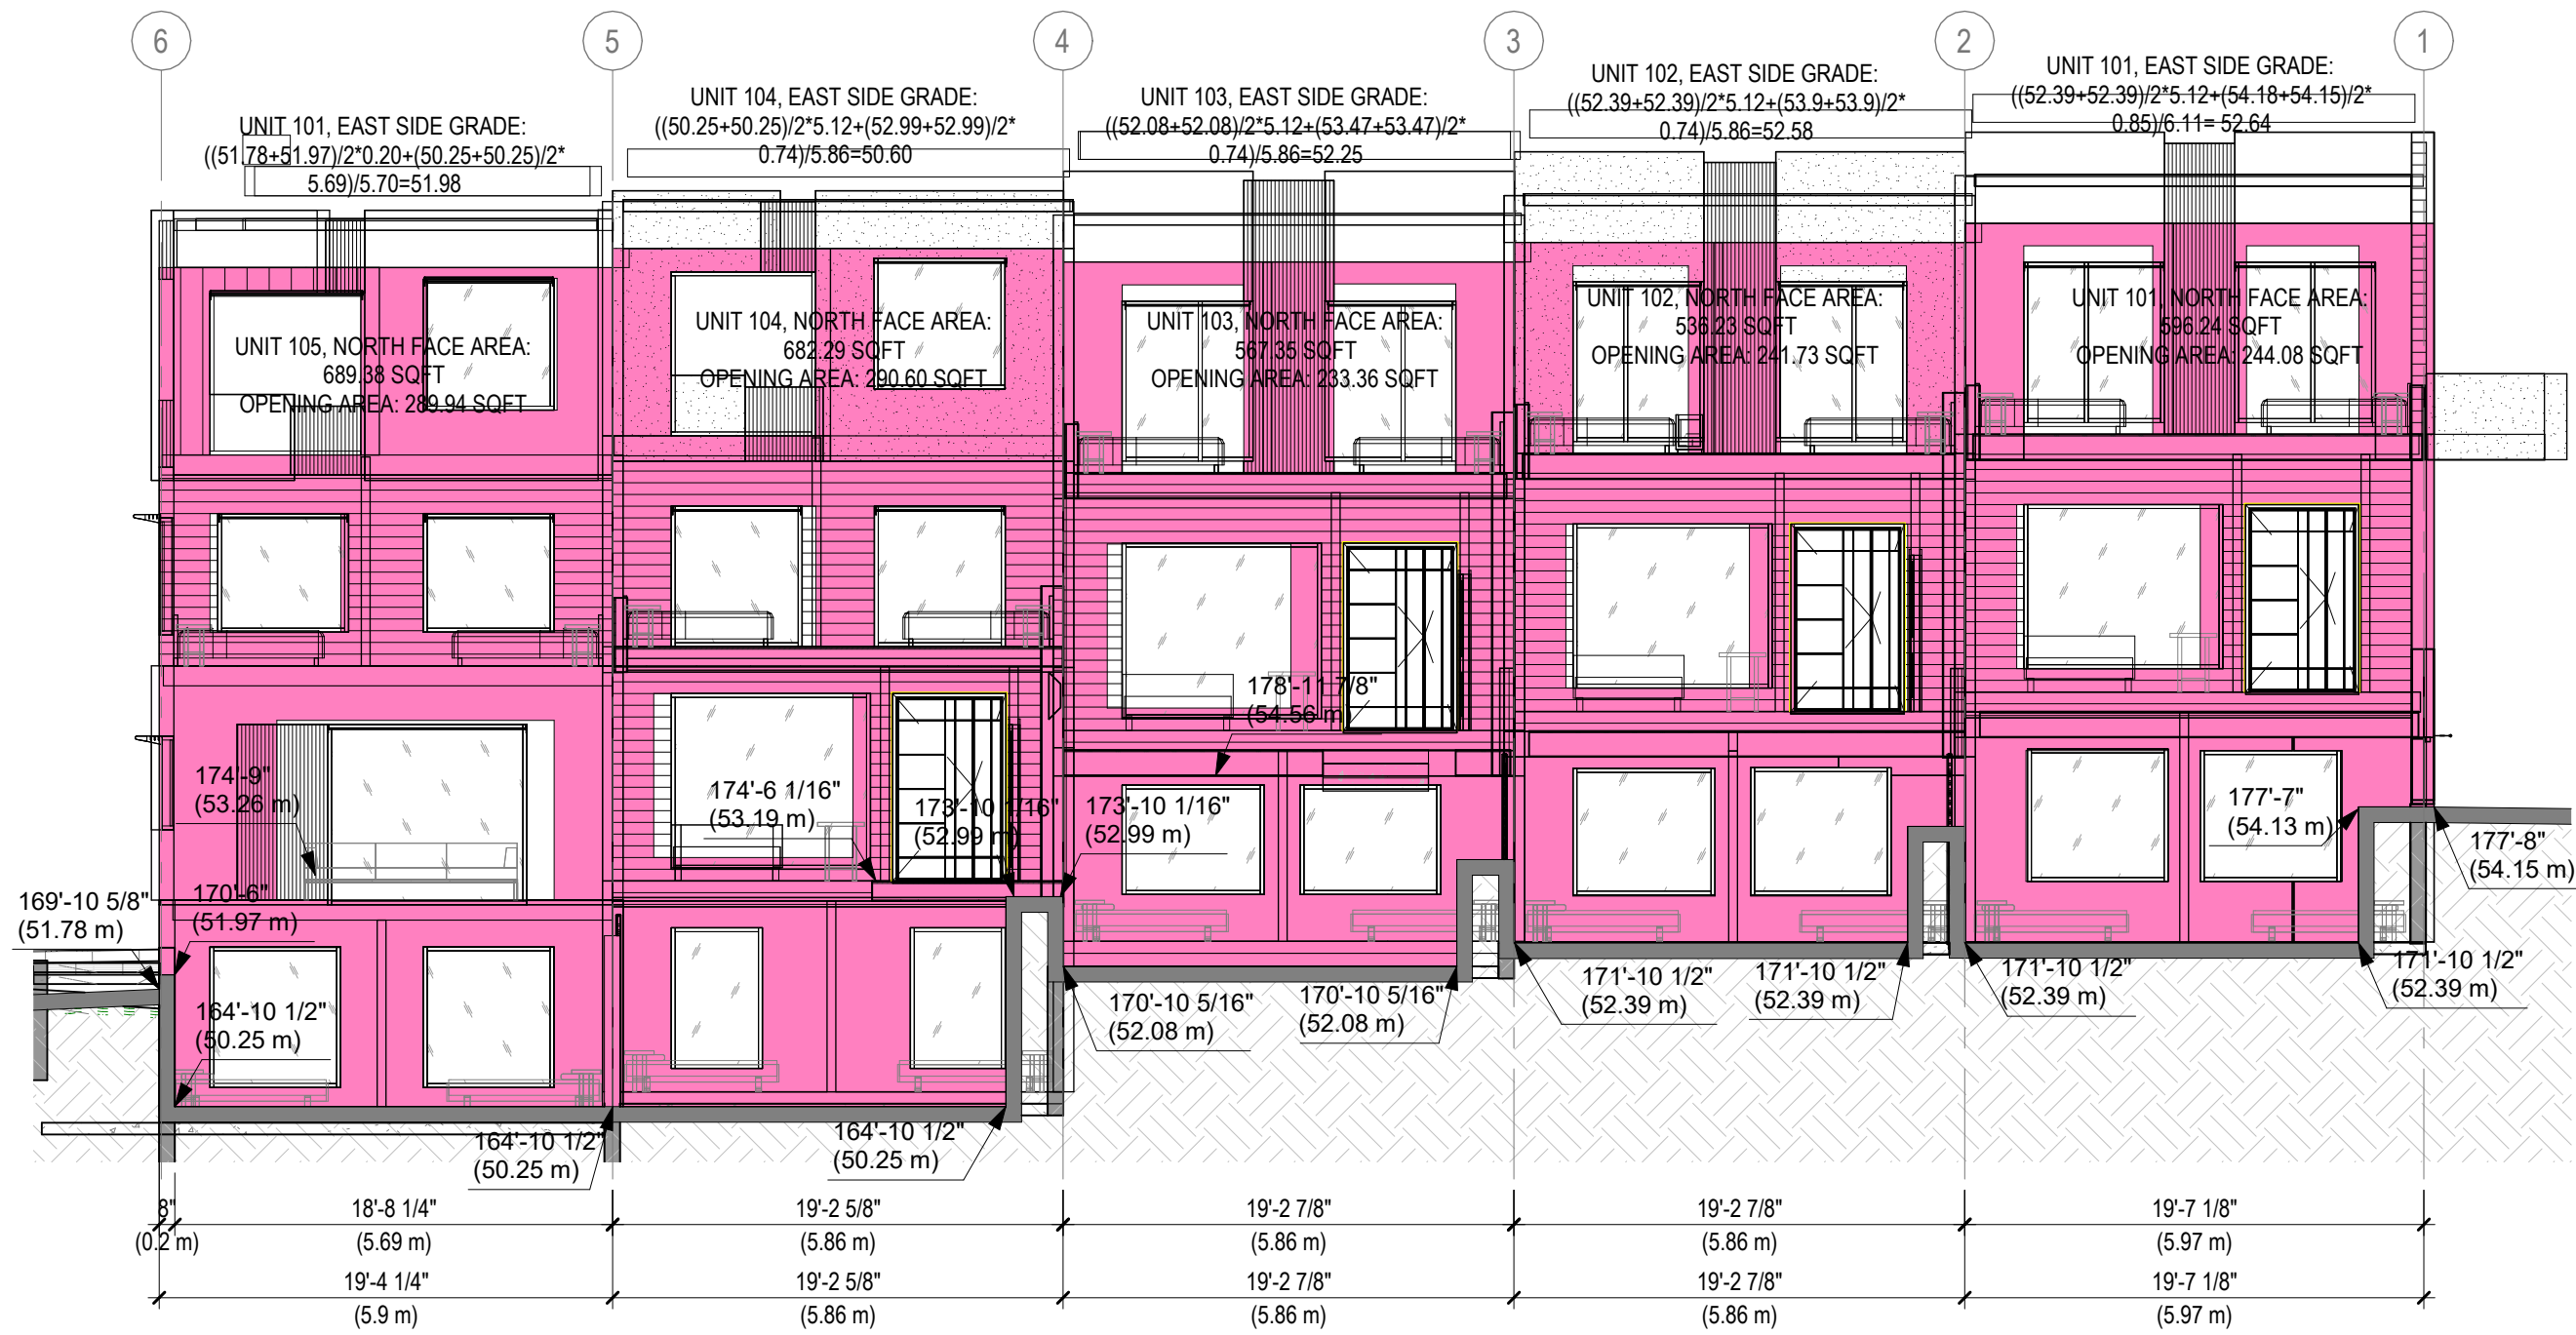 6
5
4
3
2
1
UNIT 101, EAST SIDE GRADE:
((51.78+51.97)/2*0.20+(50.25+50.25)/2*
5.69)/5.70=51.98
UNIT 104, EAST SIDE GRADE:
((50.25+50.25)/2*5.12+(52.99+52.99)/2*
0.74)/5.86=50.60
UNIT 103, EAST SIDE GRADE:
((52.08+52.08)/2*5.12+(53.47+53.47)/2*
0.74)/5.86=52.25
UNIT 102, EAST SIDE GRADE:
((52.39+52.39)/2*5.12+(53.9+53.9)/2*
0.74)/5.86=52.58
UNIT 101, EAST SIDE GRADE:
((52.39+52.39)/2*5.12+(54.18+54.15)/2*
0.85)/6.11= 52.64
UNIT 105, NORTH FACE AREA:
689.38 SQFT
OPENING AREA: 289.94 SQFT
UNIT 104, NORTH FACE AREA:
682.29 SQFT
OPENING AREA: 290.60 SQFT
UNIT 103, NORTH FACE AREA:
567.35 SQFT
OPENING AREA: 233.36 SQFT
UNIT 102, NORTH FACE AREA:
536.23 SQFT
OPENING AREA: 241.73 SQFT
UNIT 101, NORTH FACE AREA:
596.24 SQFT
OPENING AREA: 244.08 SQFT
178'-11 7/8"
(54.56 m)
174'-9"
(53.26 m)
174'-6 1/16"
(53.19 m)
173'-10 1/16"
(52.99 m)
173'-10 1/16"
(52.99 m)
177'-7"
(54.13 m)
177'-8"
(54.15 m)
169'-10 5/8"
(51.78 m)
170'-6"
(51.97 m)
164'-10 1/2"
(50.25 m)
170'-10 5/16"
(52.08 m)
170'-10 5/16"
(52.08 m)
171'-10 1/2"
(52.39 m)
171'-10 1/2"
(52.39 m)
171'-10 1/2"
(52.39 m)
171'-10 1/2"
(52.39 m)
164'-10 1/2"
(50.25 m)
164'-10 1/2"
(50.25 m)
8"
(0.2 m)
18'-8 1/4"
(5.69 m)
19'-2 5/8"
(5.86 m)
19'-2 7/8"
(5.86 m)
19'-2 7/8"
(5.86 m)
19'-7 1/8"
(5.97 m)
19'-4 1/4"
(5.9 m)
19'-2 5/8"
(5.86 m)
19'-2 7/8"
(5.86 m)
19'-2 7/8"
(5.86 m)
19'-7 1/8"
(5.97 m)